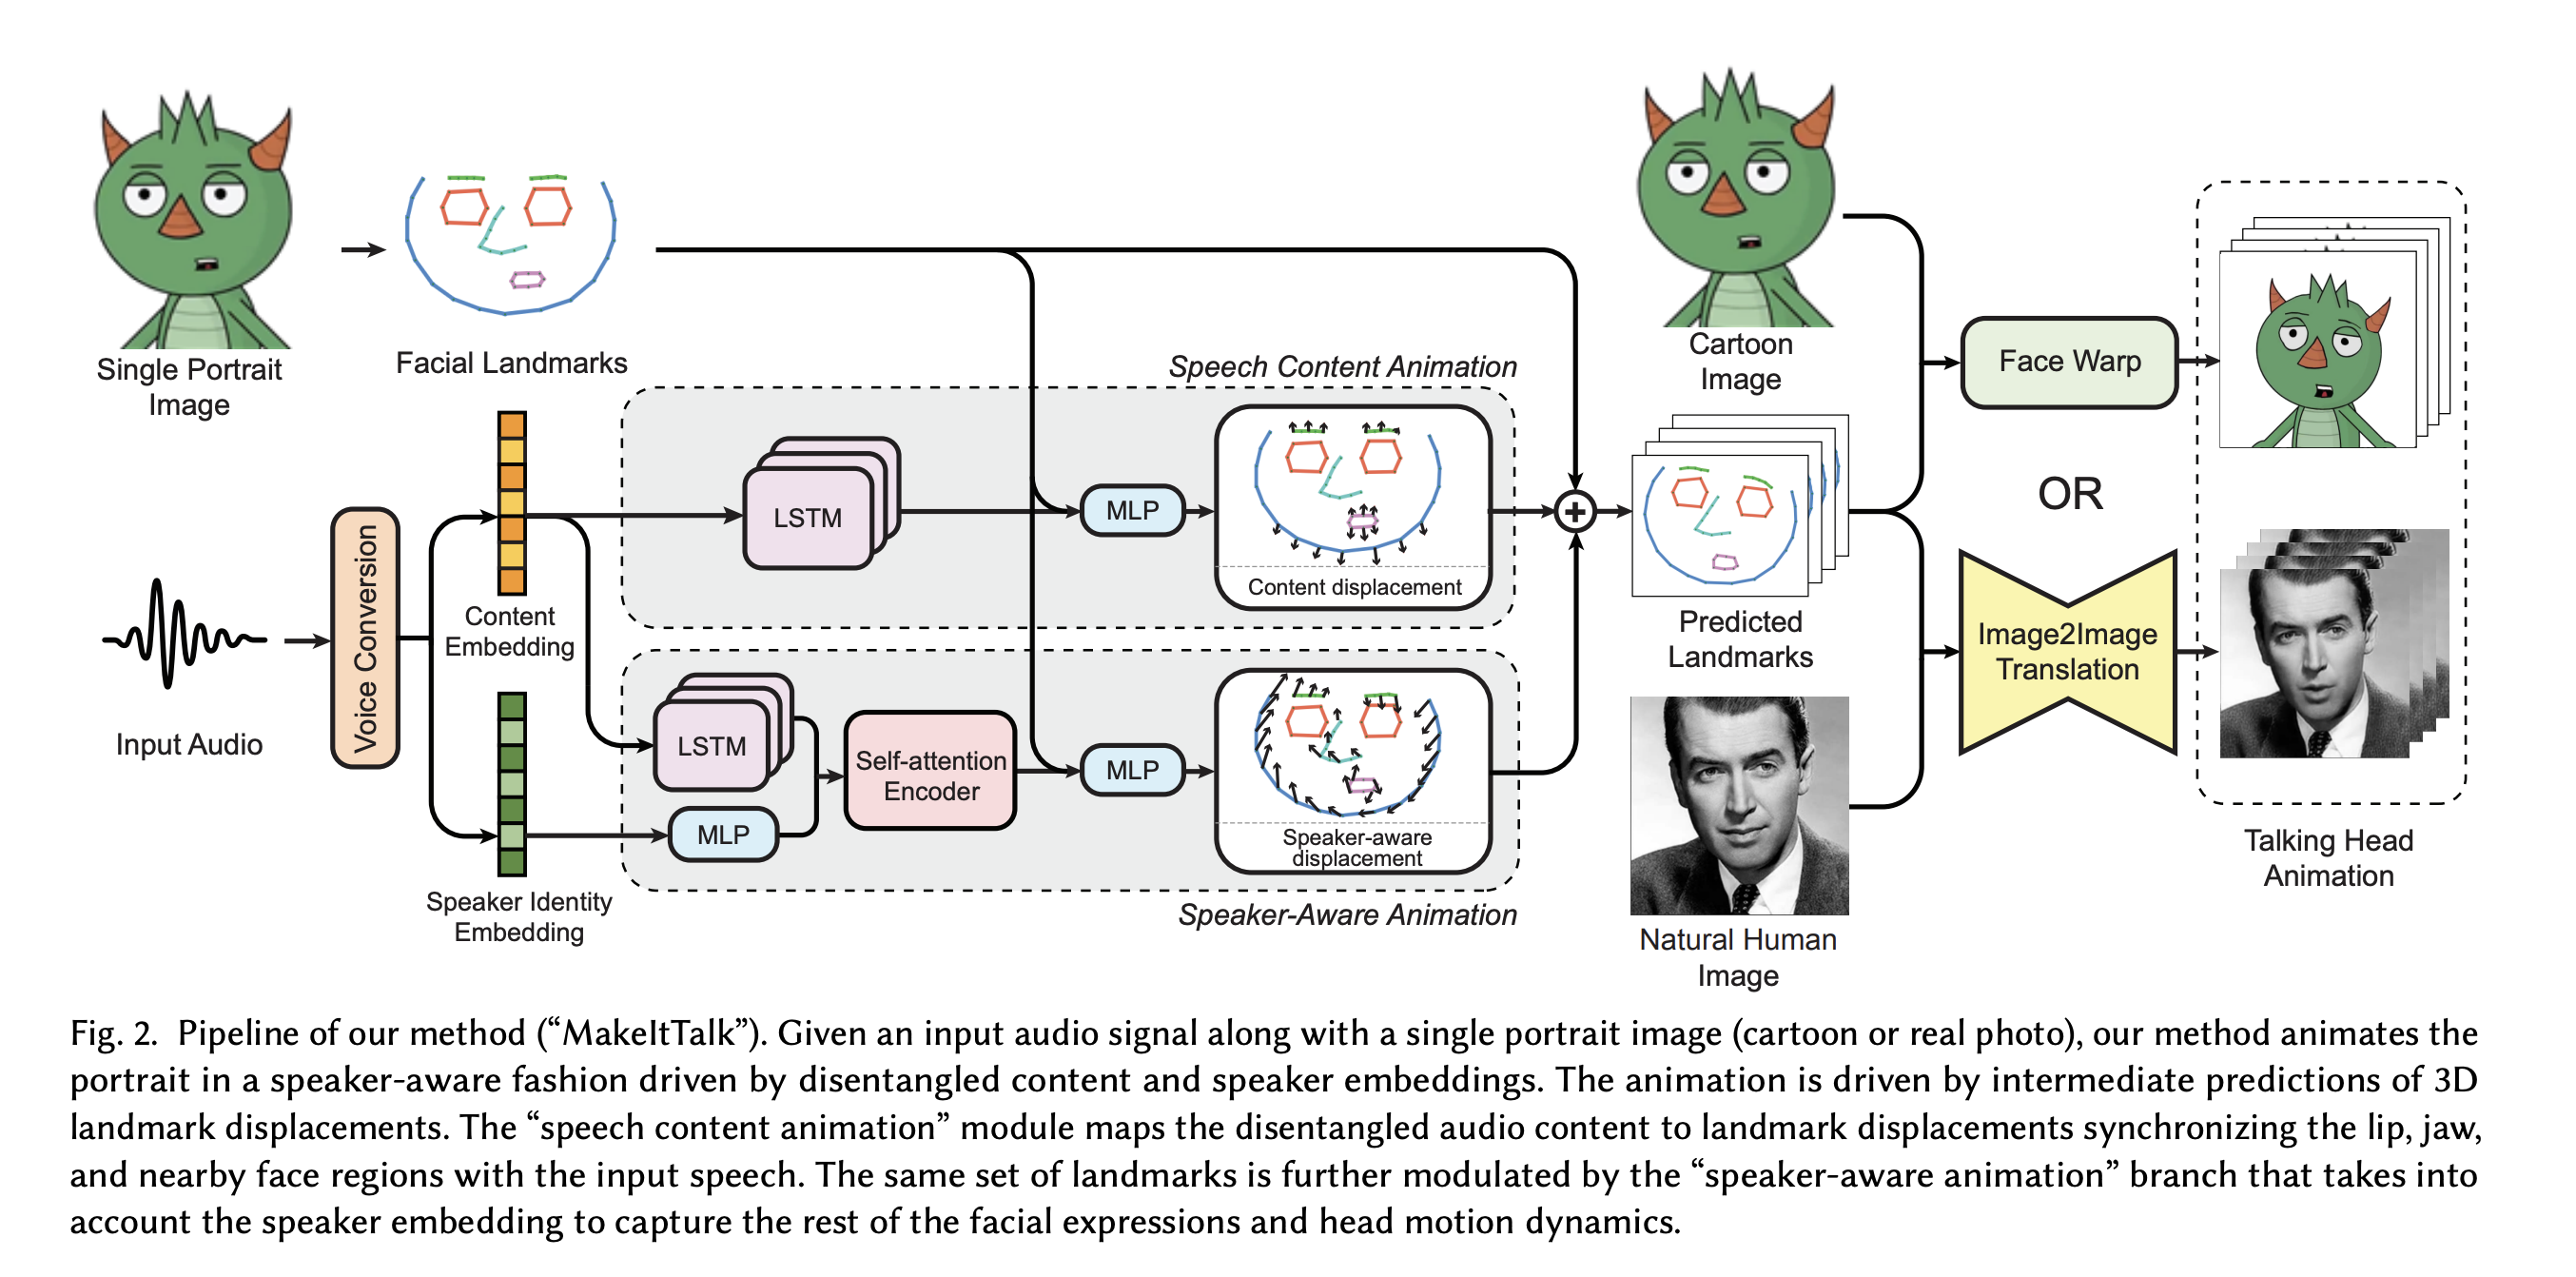 Single Portrait
Image
Facial Landmarks
Input Audio
Voice Conversion
Content
Embedding
Speaker Identity
Embedding
Speech Content Animation
LSTM
MLP
Content displacement
LSTM
MLP
Self-attention
Encoder
MLP
Speaker-aware
displacement
Speaker-Aware Animation
+
Cartoon
Image
Predicted
Landmarks
Natural Human
Image
Face Warp
OR
Image2Image
Translation
Talking Head
Animation
Fig. 2. Pipeline of our method (“MakeItTalk”). Given an input audio signal along with a single portrait image (cartoon or real photo), our method animates the
portrait in a speaker-aware fashion driven by disentangled content and speaker embeddings. The animation is driven by intermediate predictions of 3D
landmark displacements. The “speech content animation” module maps the disentangled audio content to landmark displacements synchronizing the lip, jaw,
and nearby face regions with the input speech. The same set of landmarks is further modulated by the “speaker-aware animation” branch that takes into
account the speaker embedding to capture the rest of the facial expressions and head motion dynamics.